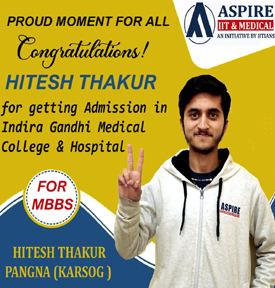 PROUD MOMENT FOR ALL
Congratulations!
HITESH THAKUR
for getting Admission in
Indira Gandhi Medical
College & Hospital
FOR
MBBS
HITESH THAKUR
PANGNA (KARSOG )
ASPIRE
IIT & MEDICAL
AN INITIATIVE BY IITIANS
ASPIRE